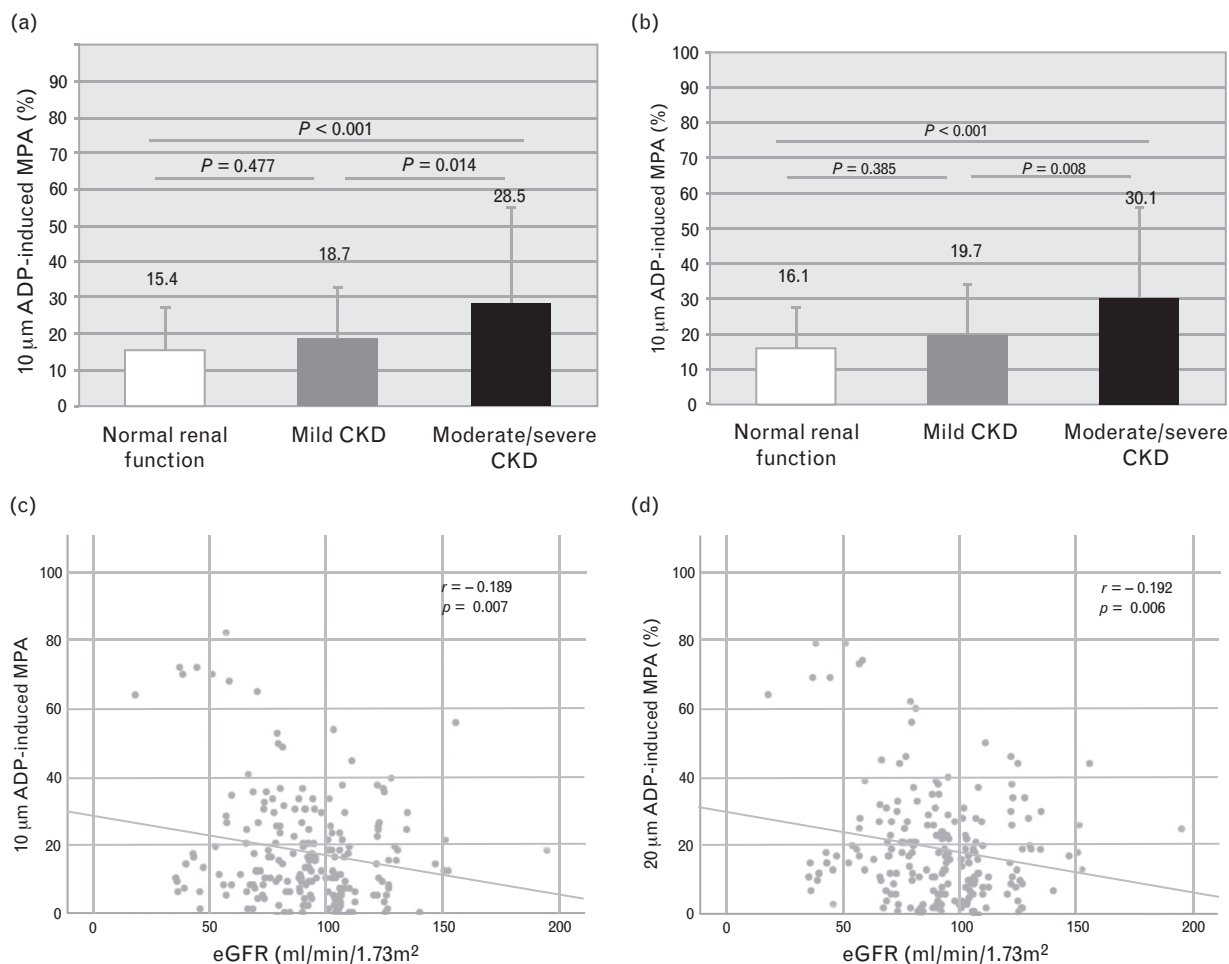 (a)
10 μm ADP-induced MPA (%)
90
80
70
60
50
40
30
20
10
0
P < 0.001
P = 0.477
P = 0.014
15.4
18.7
28.5
Normal renal
function
Mild CKD
Moderate/severe
CKD
(b)
10 μm ADP-induced MPA (%)
100
90
80
70
60
50
40
30
20
10
0
P < 0.001
P = 0.385
P = 0.008
16.1
19.7
30.1
Normal renal
function
Mild CKD
Moderate/severe
CKD
(c)
10 μm ADP-induced MPA
100
80
60
40
20
0
r = – 0.189
p = 0.007
0
50
100
150
200
eGFR (ml/min/1.73m²
(d)
20 μm ADP-induced MPA (%)
100
80
60
40
20
0
r = – 0.192
p = 0.006
0
50
100
150
200
eGFR (ml/min/1.73m²